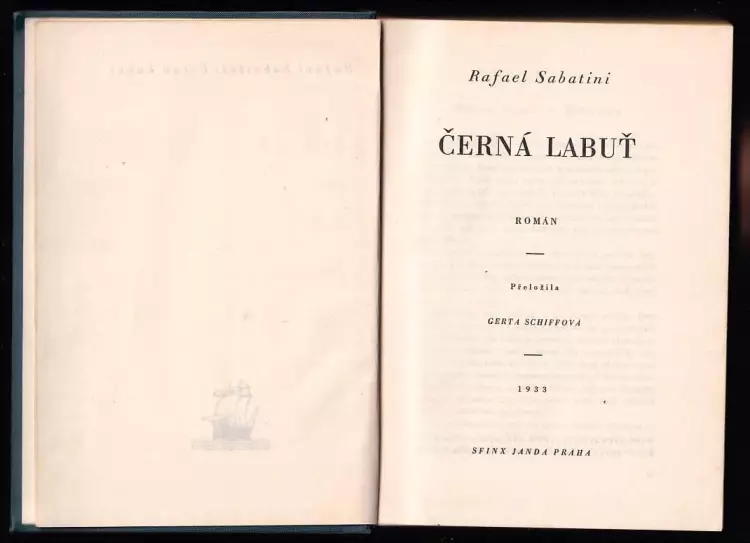 Rafael Sabatini
ČERNÁ LABUŤ
ROMÁN
Přeložila
GERTA SCHIFFOVÁ
1933
SFINX JANDA PRAHA